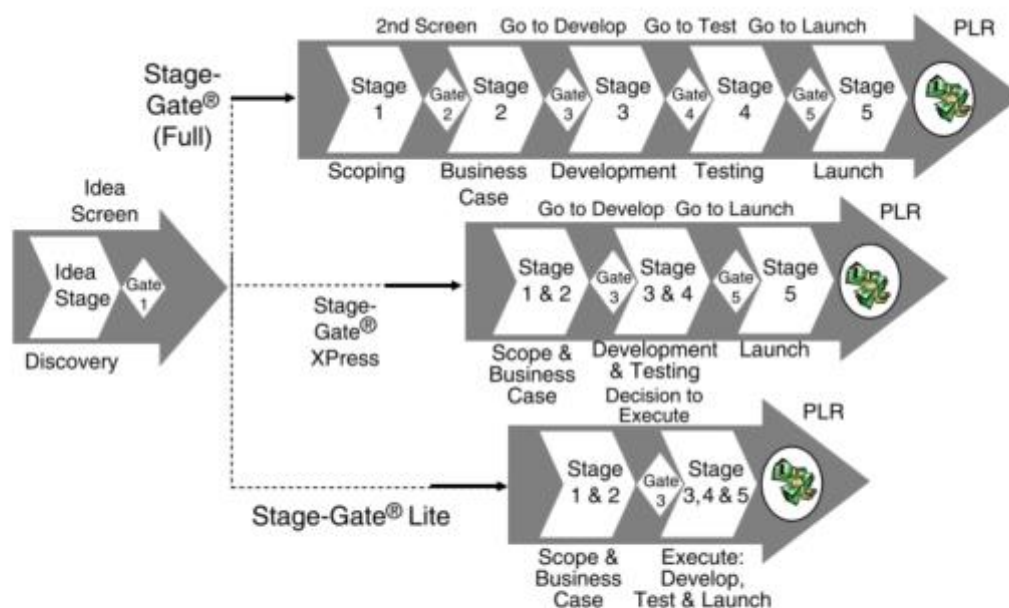 2nd Screen Go to Develop Go to Test Go to Launch PLR
Stage-
Gate®
(Full)
Stage
1
Gate
2
Stage
2
Gate
3
Stage
3
Gate
4
Stage
4
Gate
5
Stage
5
Scoping
Business
Case
Development
Testing
Launch
Idea
Screen
Idea
Stage
Gate
1
Discovery
Go to Develop Go to Launch PLR
Stage-
Gate®
XPress
Stage
1 & 2
Gate
3
Stage
3 & 4
Gate
5
Stage
5
Scope &
Business
Case
Development
& Testing
Launch
Decision to
Execute
PLR
Stage-Gate® Lite
Stage
1 & 2
Gate
3
Stage
3, 4 & 5
Scope &
Business
Case
Execute:
Develop,
Test & Launch